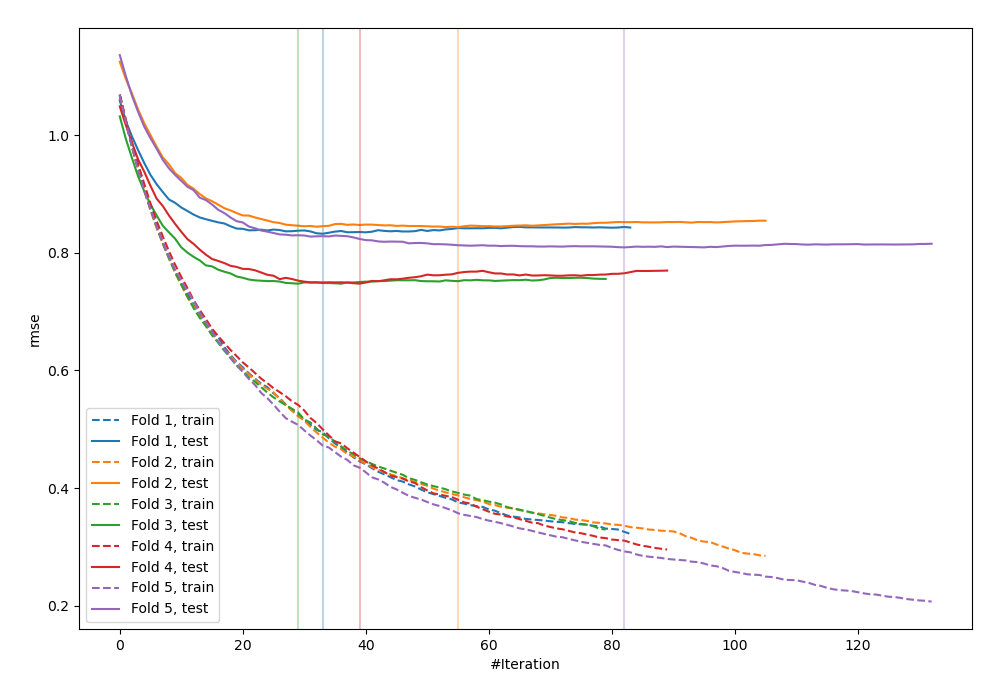 1.0
0.8
0.6
0.4
0.2
rmse
0 20 40 60 80 100 120
#Iteration
Fold 1, train
Fold 1, test
Fold 2, train
Fold 2, test
Fold 3, train
Fold 3, test
Fold 4, train
Fold 4, test
Fold 5, train
Fold 5, test